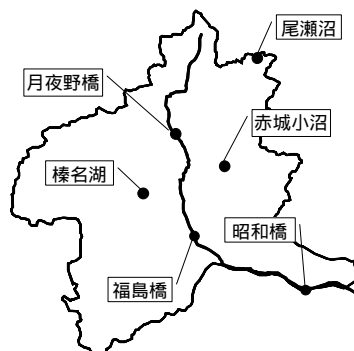 尾瀬沼
月夜野橋
赤城小沼
榛名湖
昭和橋
福島橋